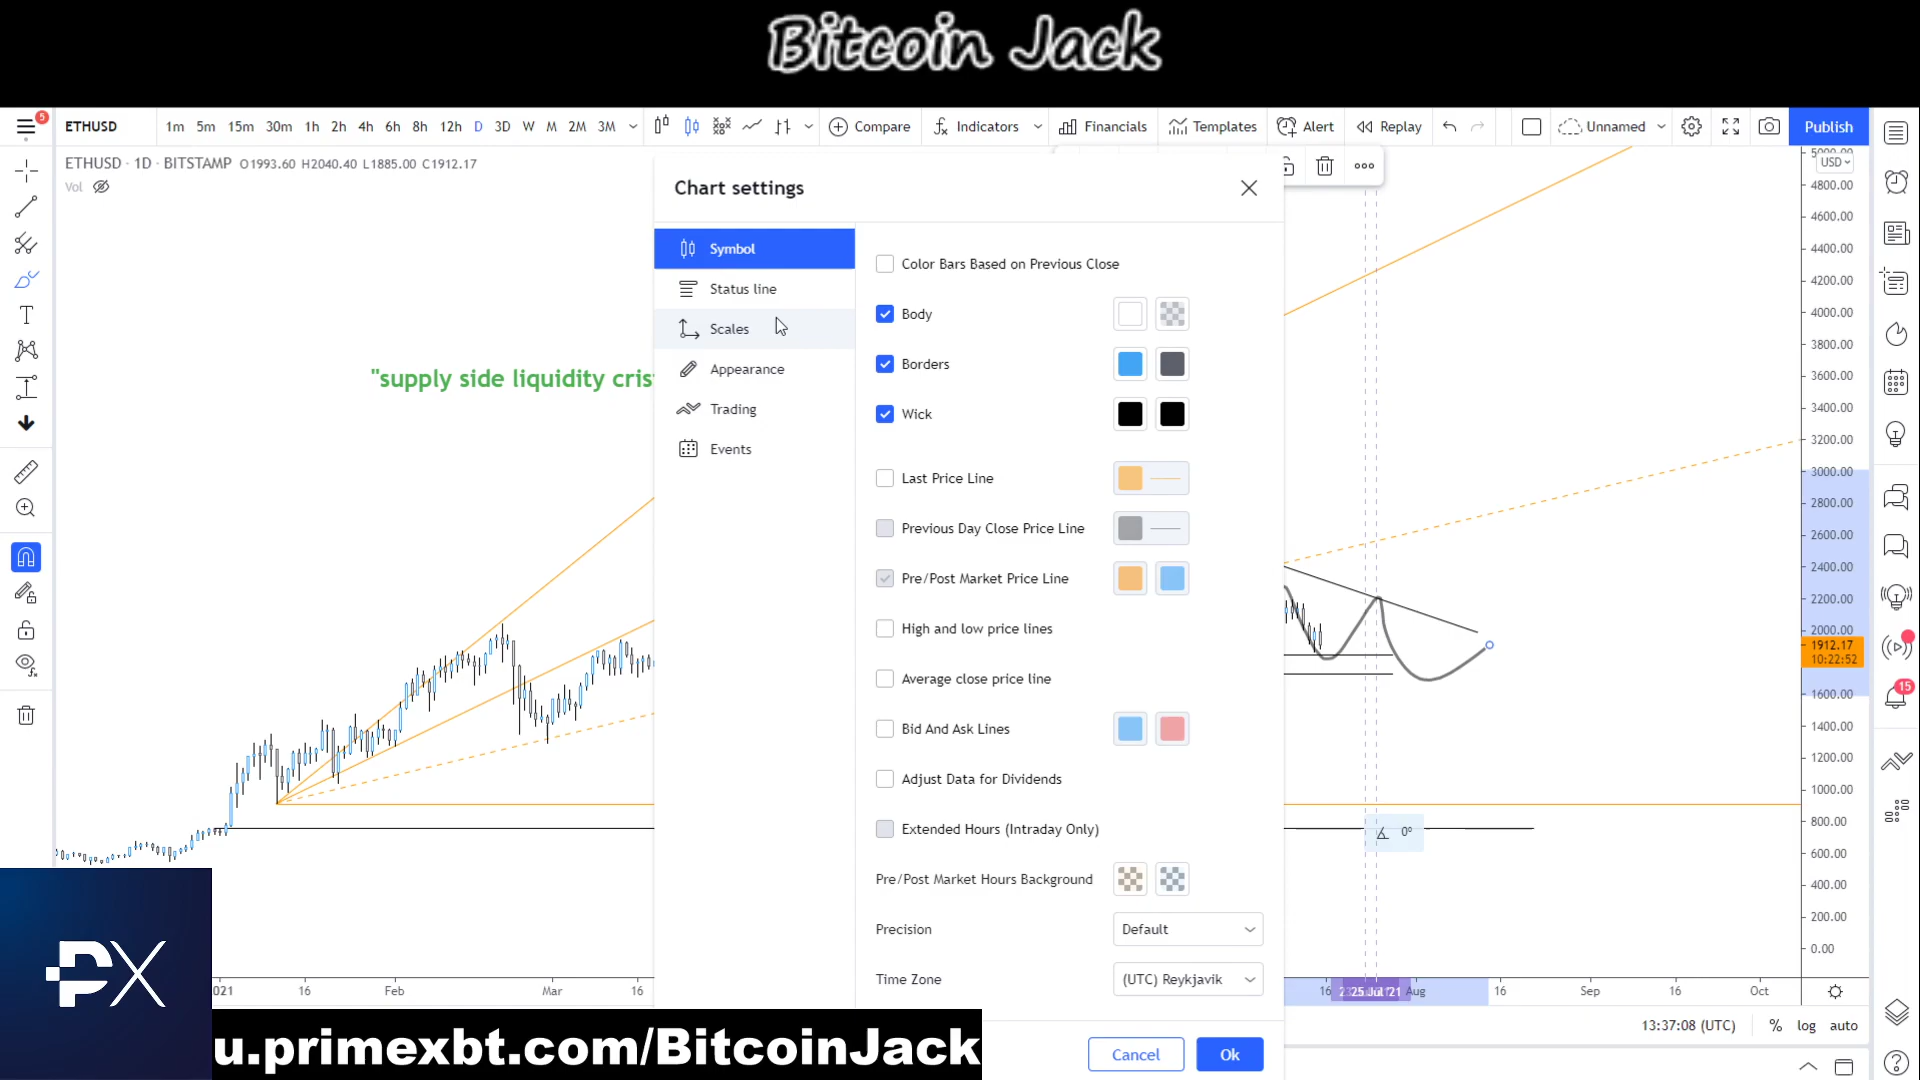 Bitcoin Jack
5
ETHUSD 1m 5m 15m 30m 1h 2h 4h 6h 8h 12h D 3D W M 2M 3M Compare Indicators Financials Templates Alert Replay Unnamed Publish
ETHUSD · 1D · BITSTAMP O1993.60 H2040.40 L1885.00 C1912.17
Vol
USD
"supply side liquidity cris
Chart settings
Symbol
Status line
Scales
Appearance
Trading
Events
Color Bars Based on Previous Close
Body
Borders
Wick
Last Price Line
Previous Day Close Price Line
Pre/Post Market Price Line
High and low price lines
Average close price line
Bid And Ask Lines
Adjust Data for Dividends
Extended Hours (Intraday Only)
Pre/Post Market Hours Background
Precision Default
Time Zone (UTC) Reykjavik
Cancel Ok
0°
4800.00
4600.00
4400.00
4200.00
4000.00
3800.00
3600.00
3400.00
3200.00
3000.00
2800.00
2600.00
2400.00
2200.00
2000.00
1912.17
10:22:52
1600.00
1400.00
1200.00
1000.00
800.00
600.00
400.00
200.00
0.00
15
021 16 Feb Mar 16 16 25 Jul '21 Aug 16 Sep 16 Oct
13:37:08 (UTC) % log auto
PX
u.primexbt.com/BitcoinJack